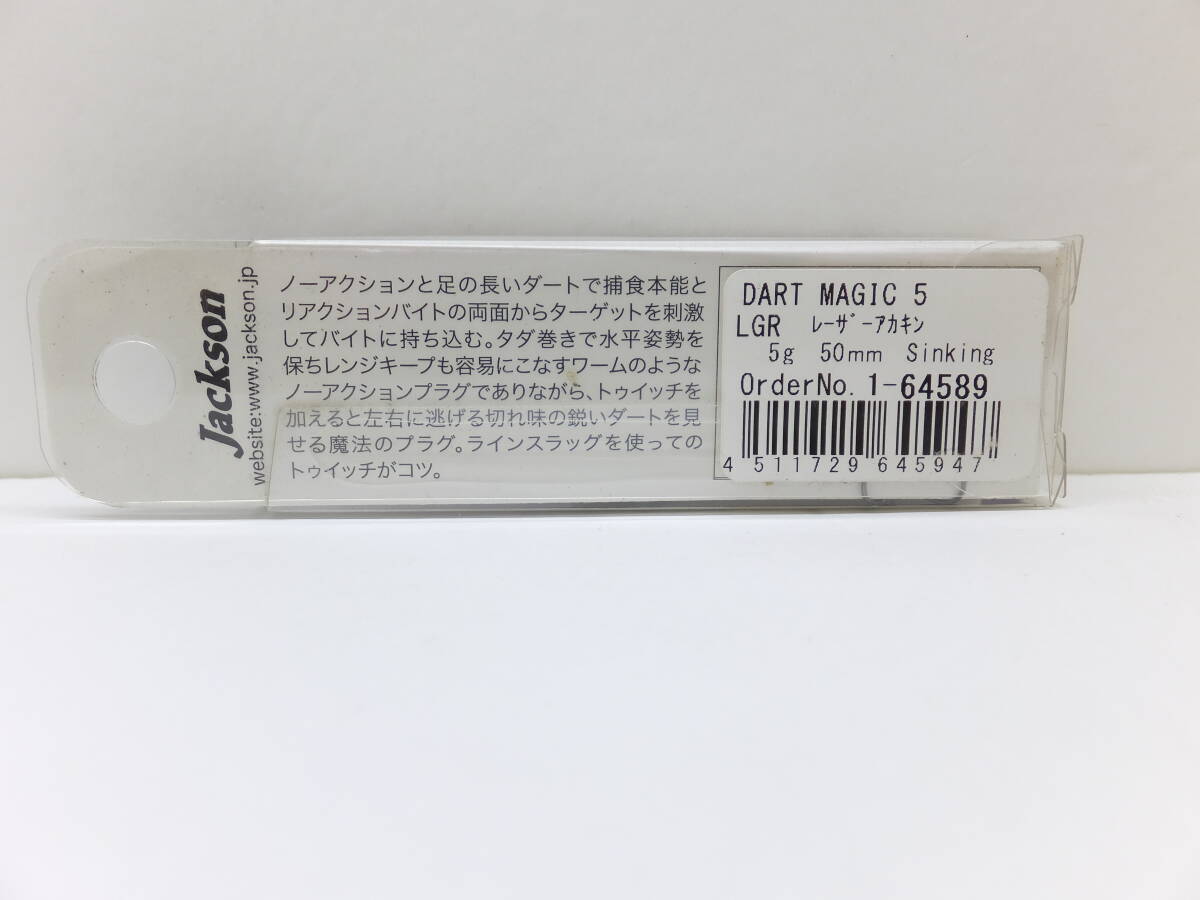 Jackson
website:www.jackson.jp
ノーアクションと足の長いダートで捕食本能と
リアクションバイトの両面からターゲットを刺激
してバイトに持ち込む。タダ巻きで水平姿勢を
保ちレンジキープも容易にこなすワームのような
ノーアクションプラグでありながら、トゥイッチを
加えると左右に逃げる切れ味の鋭いダートを見
せる魔法のプラグ。ラインスラッグを使っての
トゥイッチがコツ。
DART MAGIC 5
LGR ﾚｰｻﾞｰｱｶｷﾝ
5g 50mm Sinking
OrderNo. 1-64589
4 511729 645947